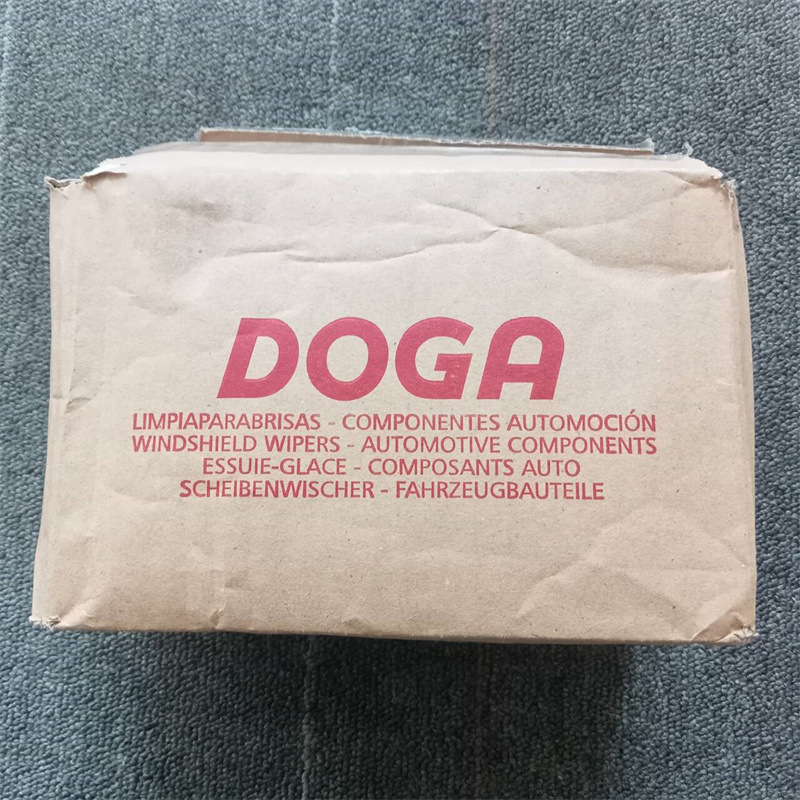 DOGA
LIMPIAPARABRISAS - COMPONENTES AUTOMOCIÓN
WINDSHIELD WIPERS - AUTOMOTIVE COMPONENTS
ESSUIE-GLACE - COMPOSANTS AUTO
SCHEIBENWISCHER - FAHRZEUGBAUTEILE